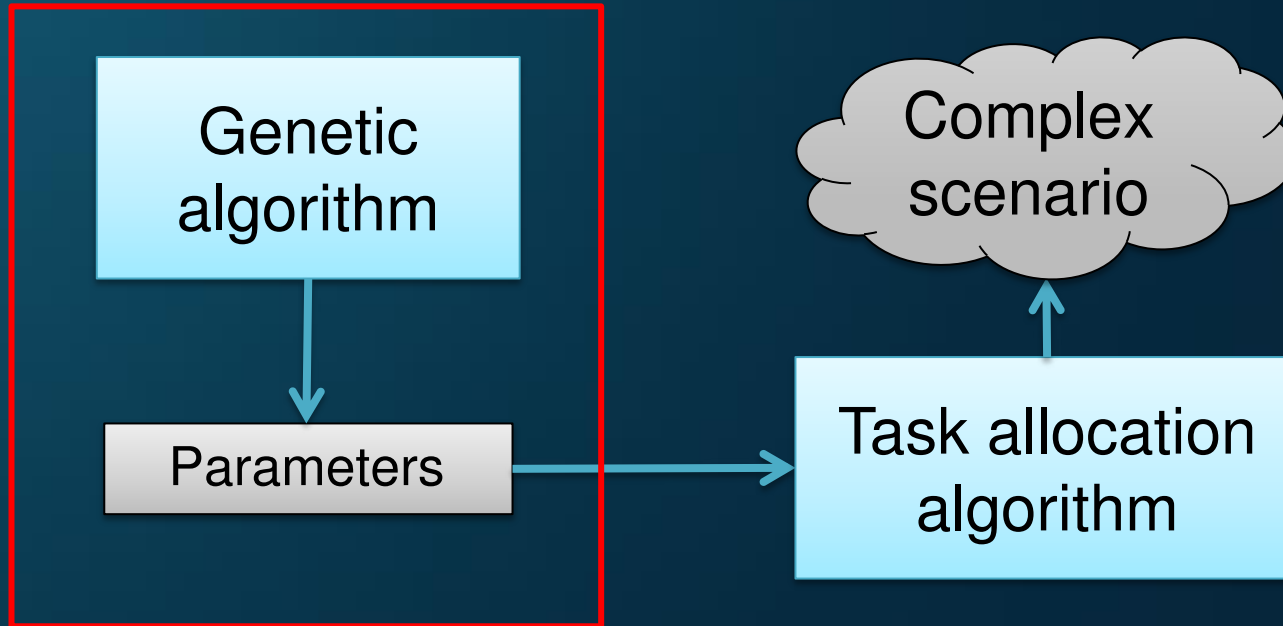 Genetic
algorithm
Parameters
Complex
scenario
Task allocation
algorithm